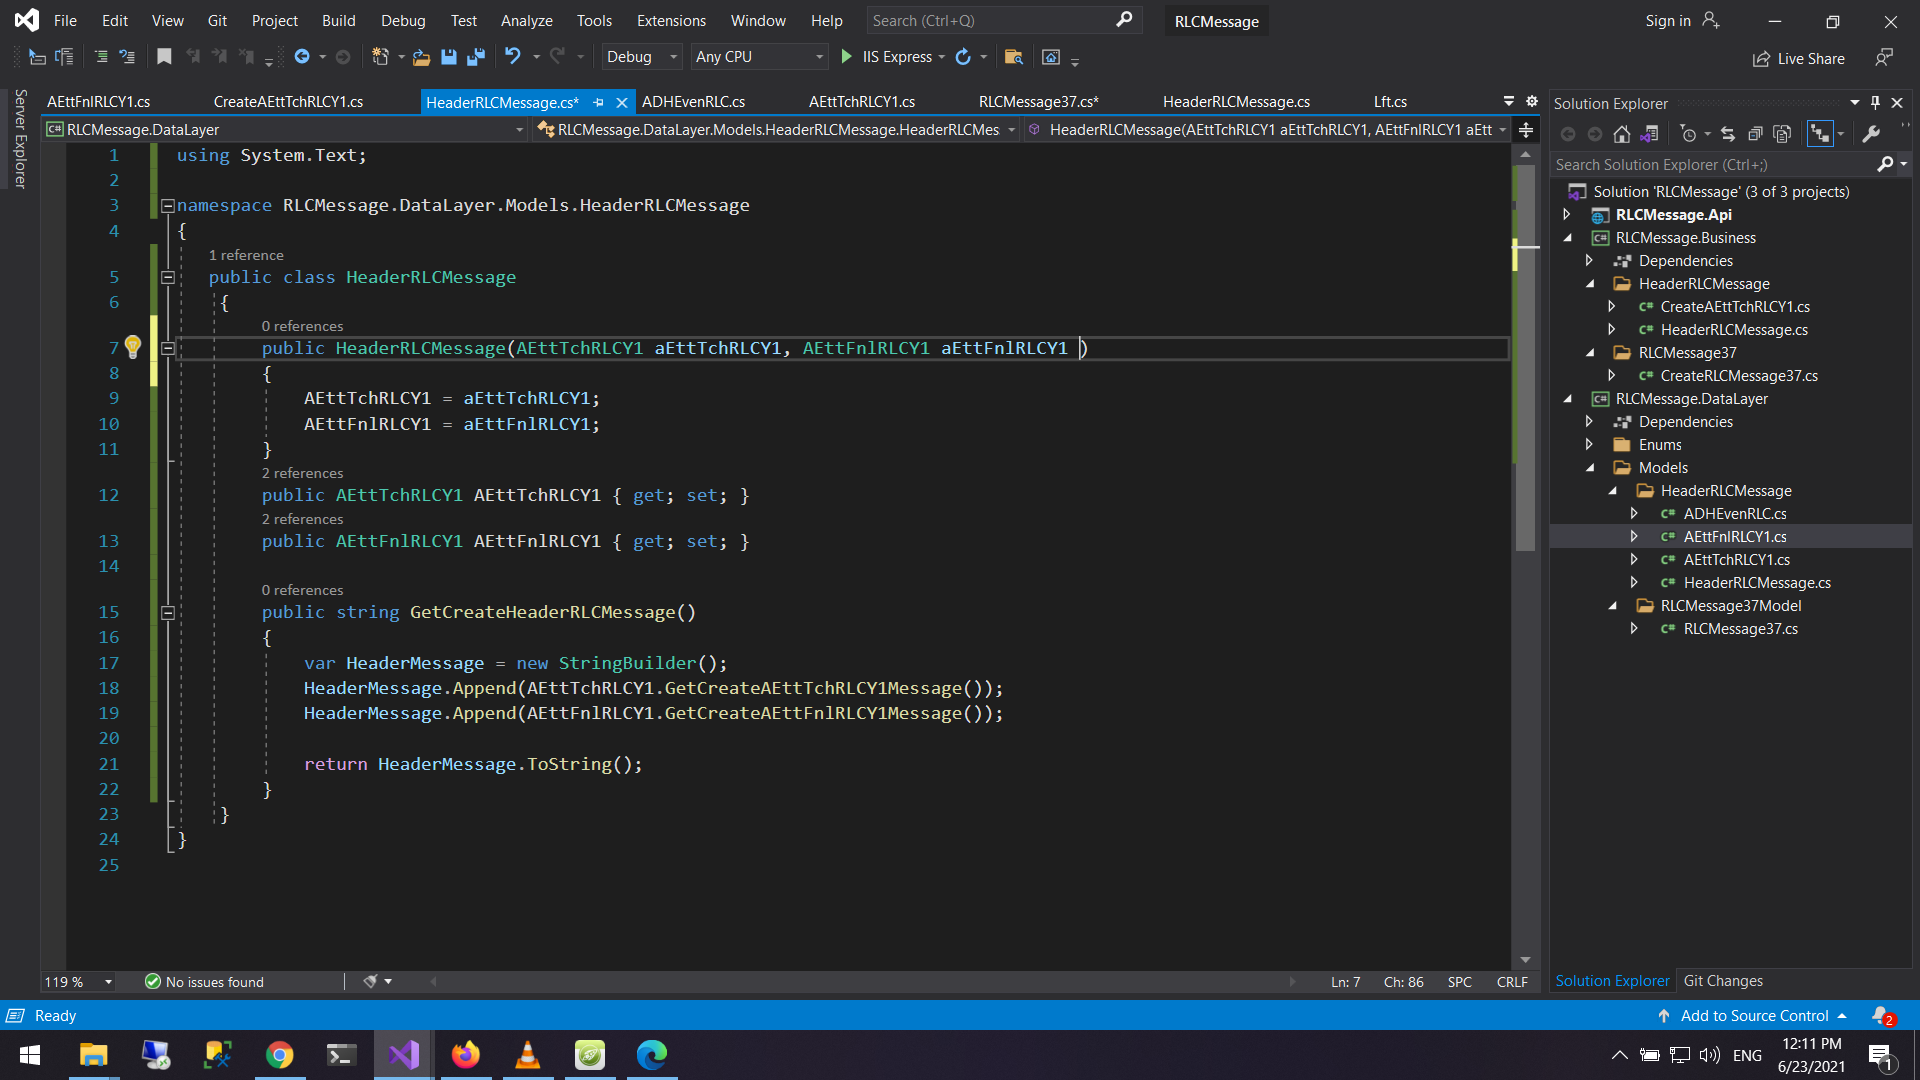 File Edit View Git Project Build Debug Test Analyze Tools Extensions Window Help Search (Ctrl+Q) RLCMessage Sign in
Debug Any CPU IIS Express Live Share
Server Explorer
AEttFnlRLCY1.cs CreateAEttTchRLCY1.cs HeaderRLCMessage.cs* ADHEvenRLC.cs AEttTchRLCY1.cs RLCMessage37.cs* HeaderRLCMessage.cs Lft.cs
RLCMessage.DataLayer RLCMessage.DataLayer.Models.HeaderRLCMessage.HeaderRLCMes HeaderRLCMessage(AEttTchRLCY1 aEttTchRLCY1, AEttFnlRLCY1 aEtt
1 using System.Text;
2
3 namespace RLCMessage.DataLayer.Models.HeaderRLCMessage
4 {
1 reference
5 public class HeaderRLCMessage
6 {
0 references
7 public HeaderRLCMessage(AEttTchRLCY1 aEttTchRLCY1, AEttFnlRLCY1 aEttFnlRLCY1 )
8 {
9 AEttTchRLCY1 = aEttTchRLCY1;
10 AEttFnlRLCY1 = aEttFnlRLCY1;
11 }
2 references
12 public AEttTchRLCY1 AEttTchRLCY1 { get; set; }
2 references
13 public AEttFnlRLCY1 AEttFnlRLCY1 { get; set; }
14
0 references
15 public string GetCreateHeaderRLCMessage()
16 {
17 var HeaderMessage = new StringBuilder();
18 HeaderMessage.Append(AEttTchRLCY1.GetCreateAEttTchRLCY1Message());
19 HeaderMessage.Append(AEttFnlRLCY1.GetCreateAEttFnlRLCY1Message());
20
21 return HeaderMessage.ToString();
22 }
23 }
24 }
25
119 % No issues found Ln: 7 Ch: 86 SPC CRLF
Solution Explorer
Search Solution Explorer (Ctrl+;)
Solution 'RLCMessage' (3 of 3 projects)
RLCMessage.Api
C# RLCMessage.Business
Dependencies
HeaderRLCMessage
C# CreateAEttTchRLCY1.cs
C# HeaderRLCMessage.cs
RLCMessage37
C# CreateRLCMessage37.cs
C# RLCMessage.DataLayer
Dependencies
Enums
Models
HeaderRLCMessage
C# ADHEvenRLC.cs
C# AEttFnlRLCY1.cs
C# AEttTchRLCY1.cs
C# HeaderRLCMessage.cs
RLCMessage37Model
C# RLCMessage37.cs
Solution Explorer Git Changes
Ready Add to Source Control 2
ENG 12:11 PM
6/23/2021 1